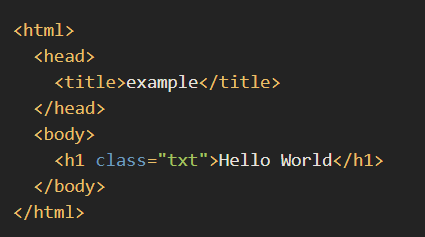 <html>
<head>
<title>example</title>
</head>
<body>
<h1 class="txt">Hello World</h1>
</body>
</html>